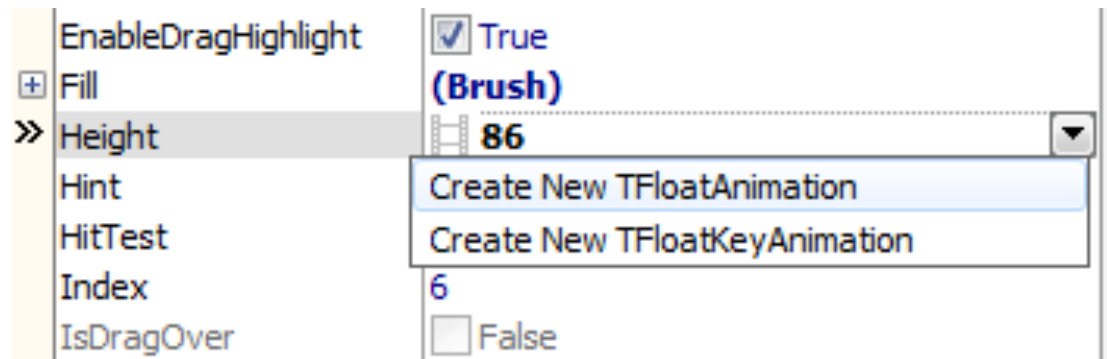 EnableDragHighlight True
Fill (Brush)
Height 86
Hint Create New TFloatAnimation
HitTest Create New TFloatKeyAnimation
Index 6
IsDragOver False